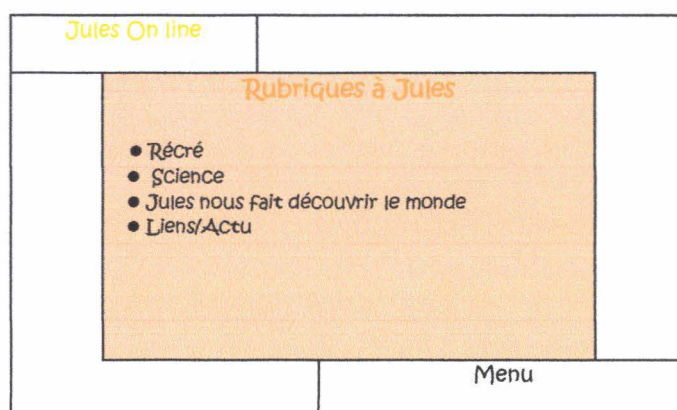 Jules On line
Rubriques à Jules
● Récré
● Science
● Jules nous fait découvrir le monde
● Liens/Actu
Menu